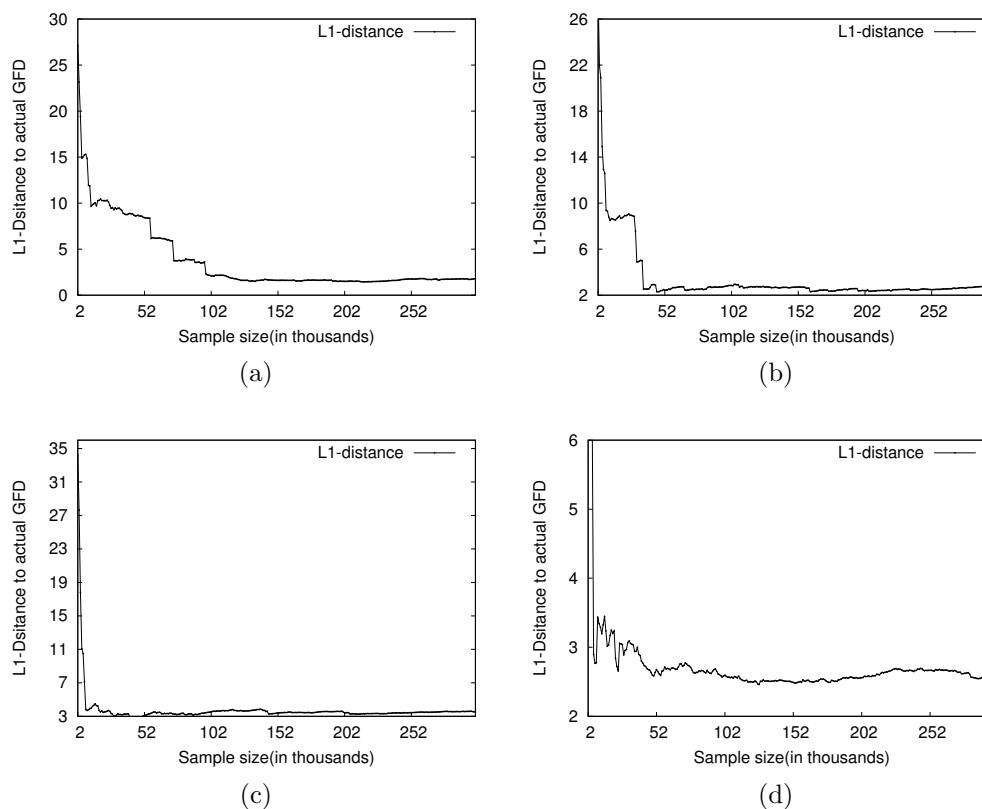 L1-distance
L1-Dsitance to actual GFD
30
25
20
15
10
5
0
2 52 102 152 202 252
Sample size(in thousands)
(a)
L1-distance
L1-Dsitance to actual GFD
26
22
18
14
10
6
2
2 52 102 152 202 252
Sample size(in thousands)
(b)
L1-distance
L1-Dsitance to actual GFD
35
31
27
23
19
15
11
7
3
2 52 102 152 202 252
Sample size(in thousands)
(c)
L1-distance
L1-Dsitance to actual GFD
6
5
4
3
2
2 52 102 152 202 252
Sample size(in thousands)
(d)